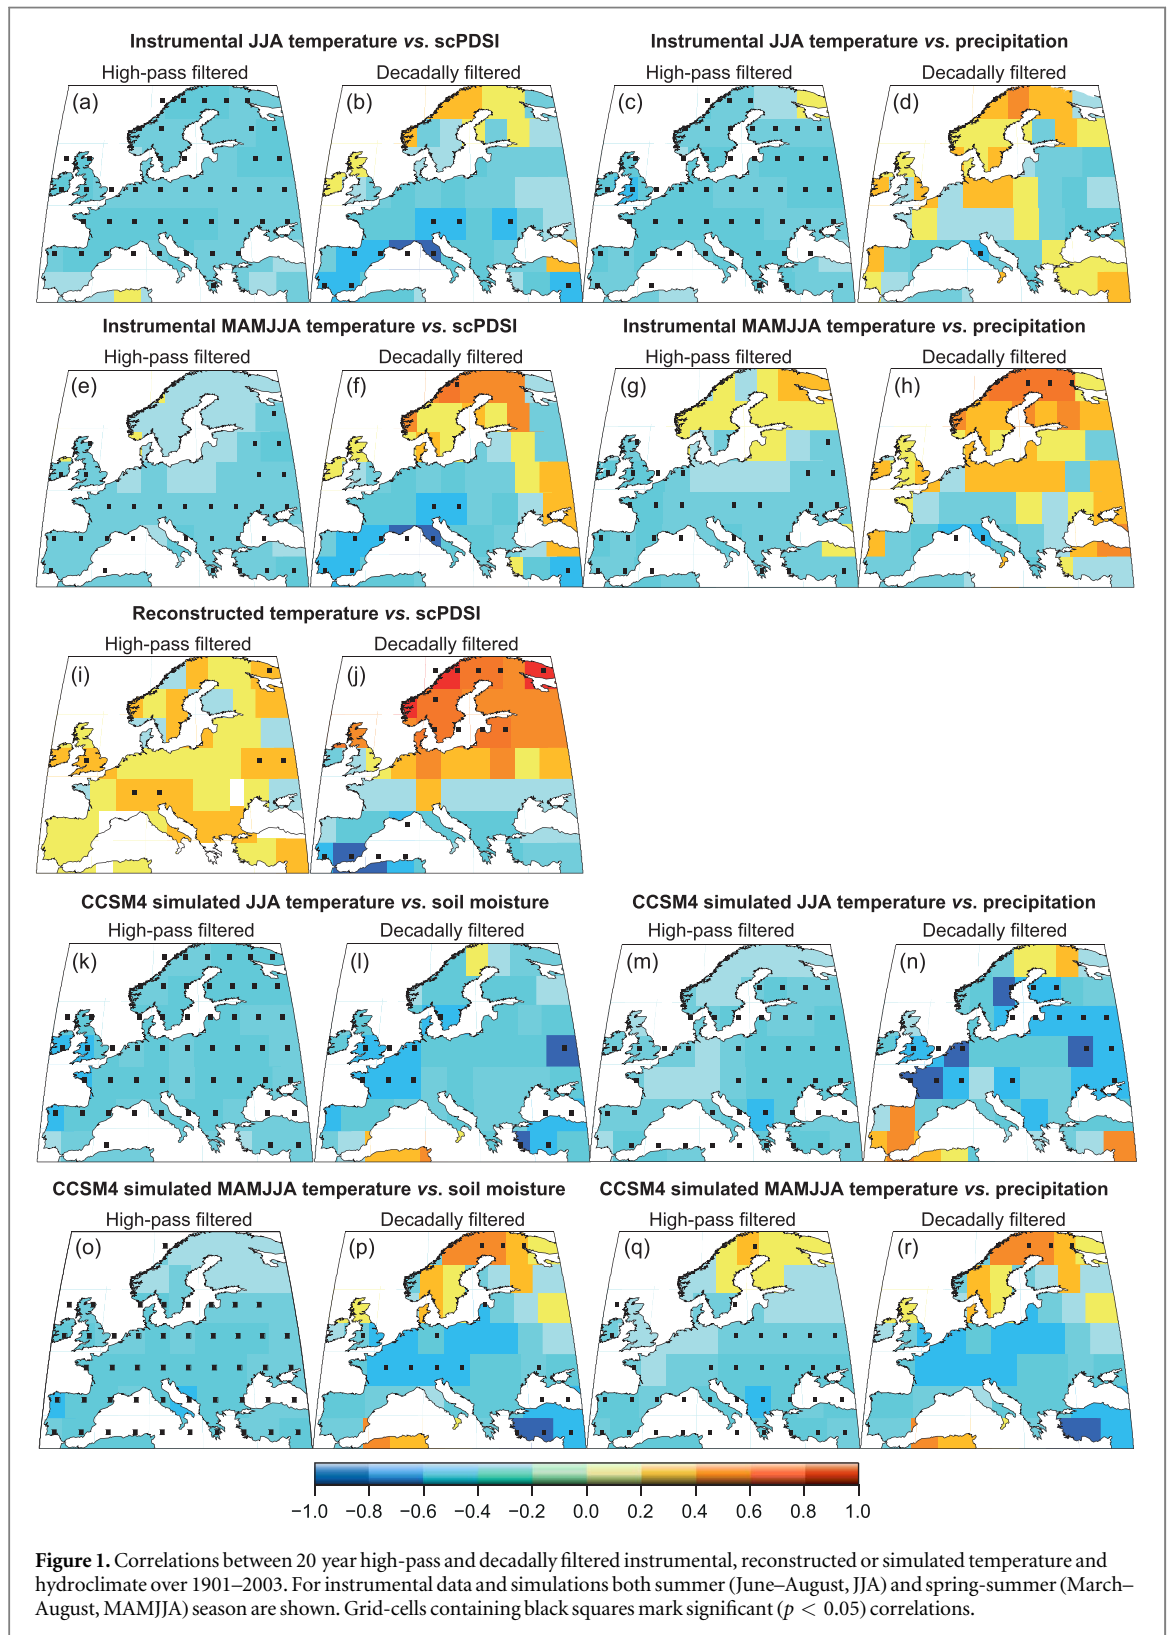 Instrumental JJA temperature vs. scPDSI
Instrumental JJA temperature vs. precipitation
High-pass filtered
Decadally filtered
High-pass filtered
Decadally filtered
(a)
(b)
(c)
(d)
Instrumental MAMJJA temperature vs. scPDSI
Instrumental MAMJJA temperature vs. precipitation
High-pass filtered
Decadally filtered
High-pass filtered
Decadally filtered
(e)
(f)
(g)
(h)
Reconstructed temperature vs. scPDSI
High-pass filtered
Decadally filtered
(i)
(j)
CCSM4 simulated JJA temperature vs. soil moisture
CCSM4 simulated JJA temperature vs. precipitation
High-pass filtered
Decadally filtered
High-pass filtered
Decadally filtered
(k)
(l)
(m)
(n)
CCSM4 simulated MAMJJA temperature vs. soil moisture
CCSM4 simulated MAMJJA temperature vs. precipitation
High-pass filtered
Decadally filtered
High-pass filtered
Decadally filtered
(o)
(p)
(q)
(r)
−1.0 −0.8 −0.6 −0.4 −0.2 0.0 0.2 0.4 0.6 0.8 1.0
Figure 1. Correlations between 20 year high-pass and decadally filtered instrumental, reconstructed or simulated temperature and
hydroclimate over 1901–2003. For instrumental data and simulations both summer (June–August, JJA) and spring-summer (March–
August, MAMJJA) season are shown. Grid-cells containing black squares mark significant (p < 0.05) correlations.